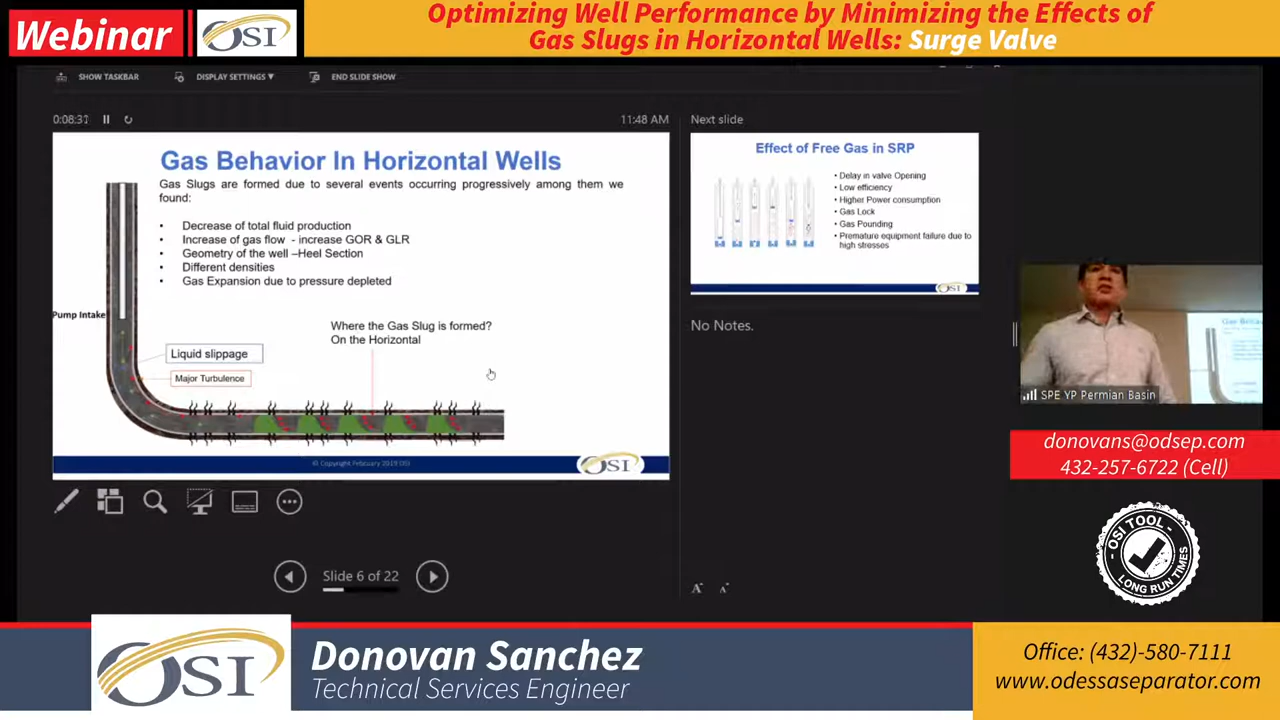 Webinar
OSI
Optimizing Well Performance by Minimizing the Effects of
Gas Slugs in Horizontal Wells: Surge Valve
SHOW TASKBAR
DISPLAY SETTINGS ▼
END SLIDE SHOW
0:08:31
11:48 AM
Gas Behavior In Horizontal Wells
Gas Slugs are formed due to several events occurring progressively among them we
found:
• Decrease of total fluid production
• Increase of gas flow - increase GOR & GLR
• Geometry of the well –Heel Section
• Different densities
• Gas Expansion due to pressure depleted
Pump Intake
Where the Gas Slug is formed?
On the Horizontal
Liquid slippage
Major Turbulence
© Copyright February 2019 OSI
OSI
Slide 6 of 22
Next slide
Effect of Free Gas in SRP
• Delay in valve Opening
• Low efficiency
• Higher Power consumption
• Gas Lock
• Gas Pounding
• Premature equipment failure due to
high stresses
OSI
No Notes.
A A
SPE YP Permian Basin
donovans@odsep.com
432-257-6722 (Cell)
- OSI TOOL -
LONG RUN TIMES
OSI
Donovan Sanchez
Technical Services Engineer
Office: (432)-580-7111
www.odessaseparator.com